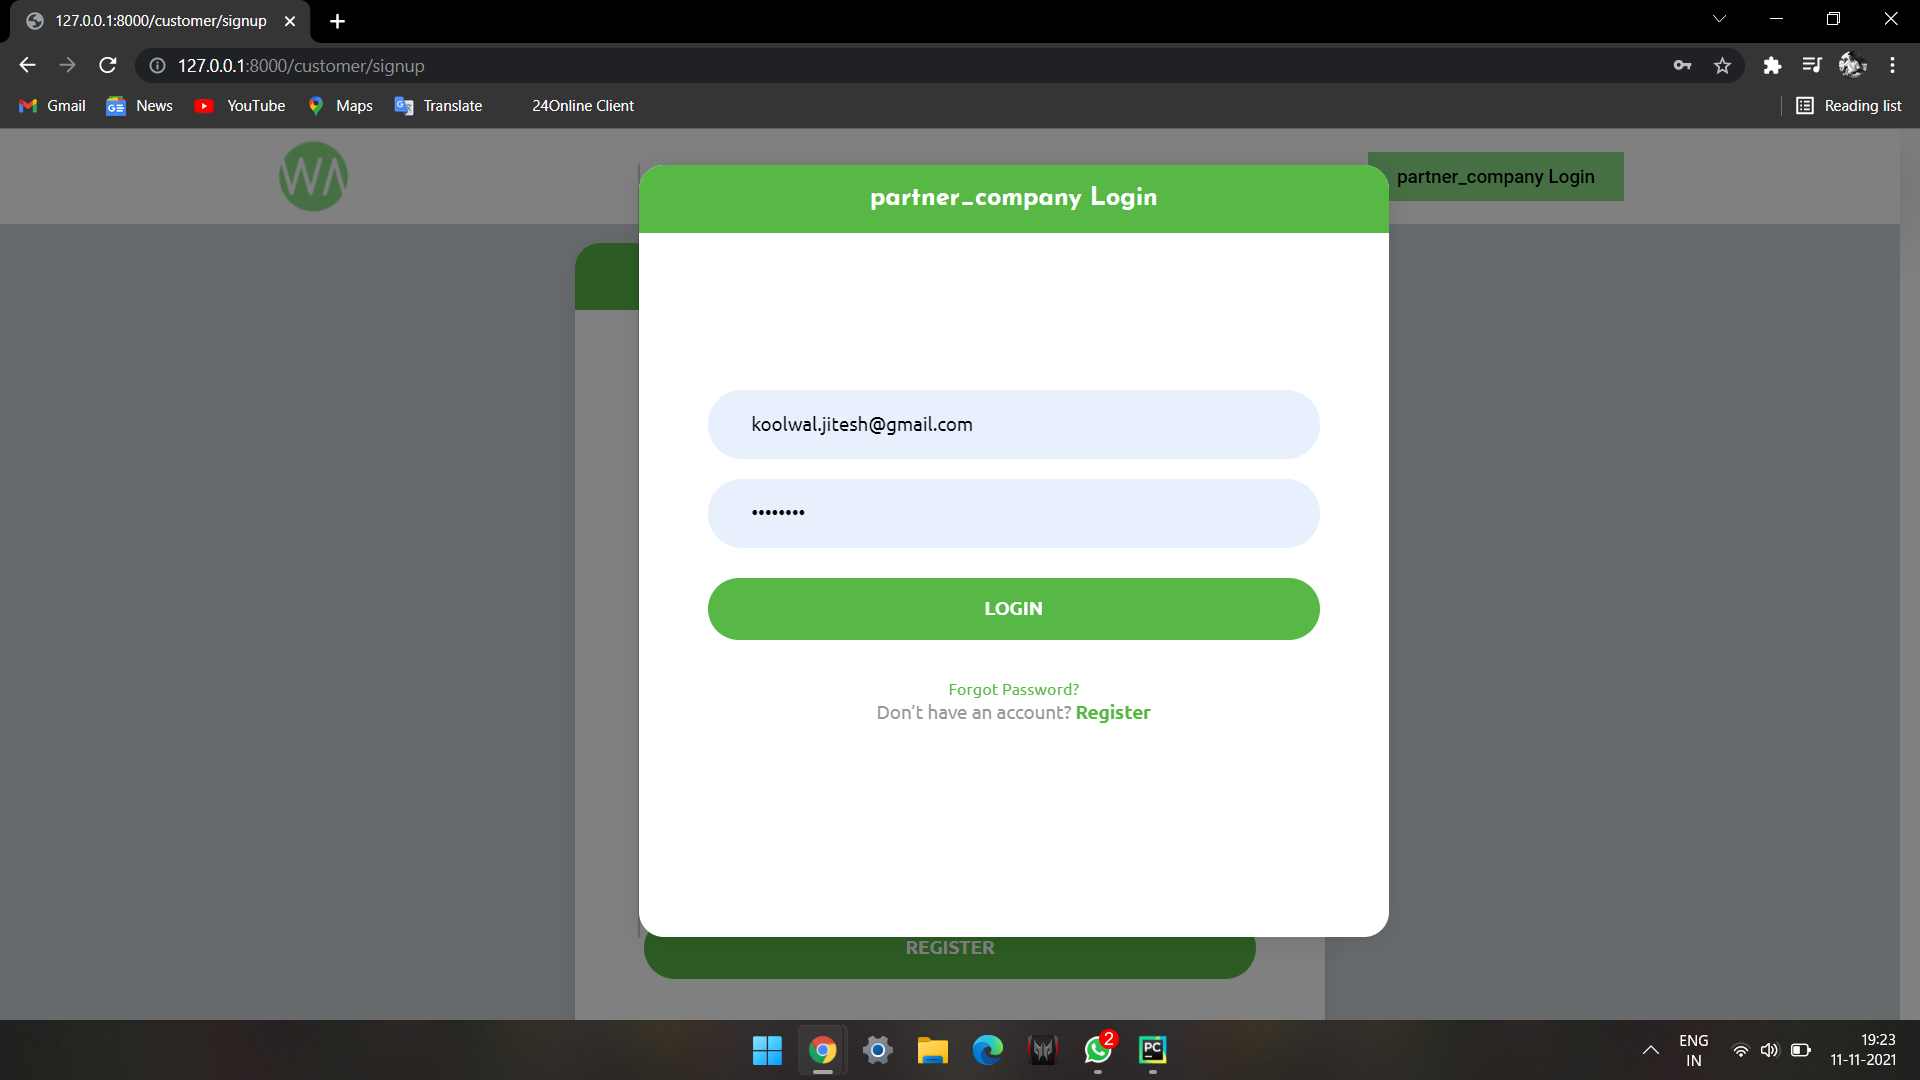 127.0.0.1:8000/customer/signup
127.0.0.1:8000/customer/signup
Gmail News YouTube Maps Translate 24Online Client Reading list
WA
partner_company Login
partner_company Login
koolwal.jitesh@gmail.com
••••••••
LOGIN
Forgot Password?
Don't have an account? Register
REGISTER
2
PC
ENG
IN
19:23
11-11-2021